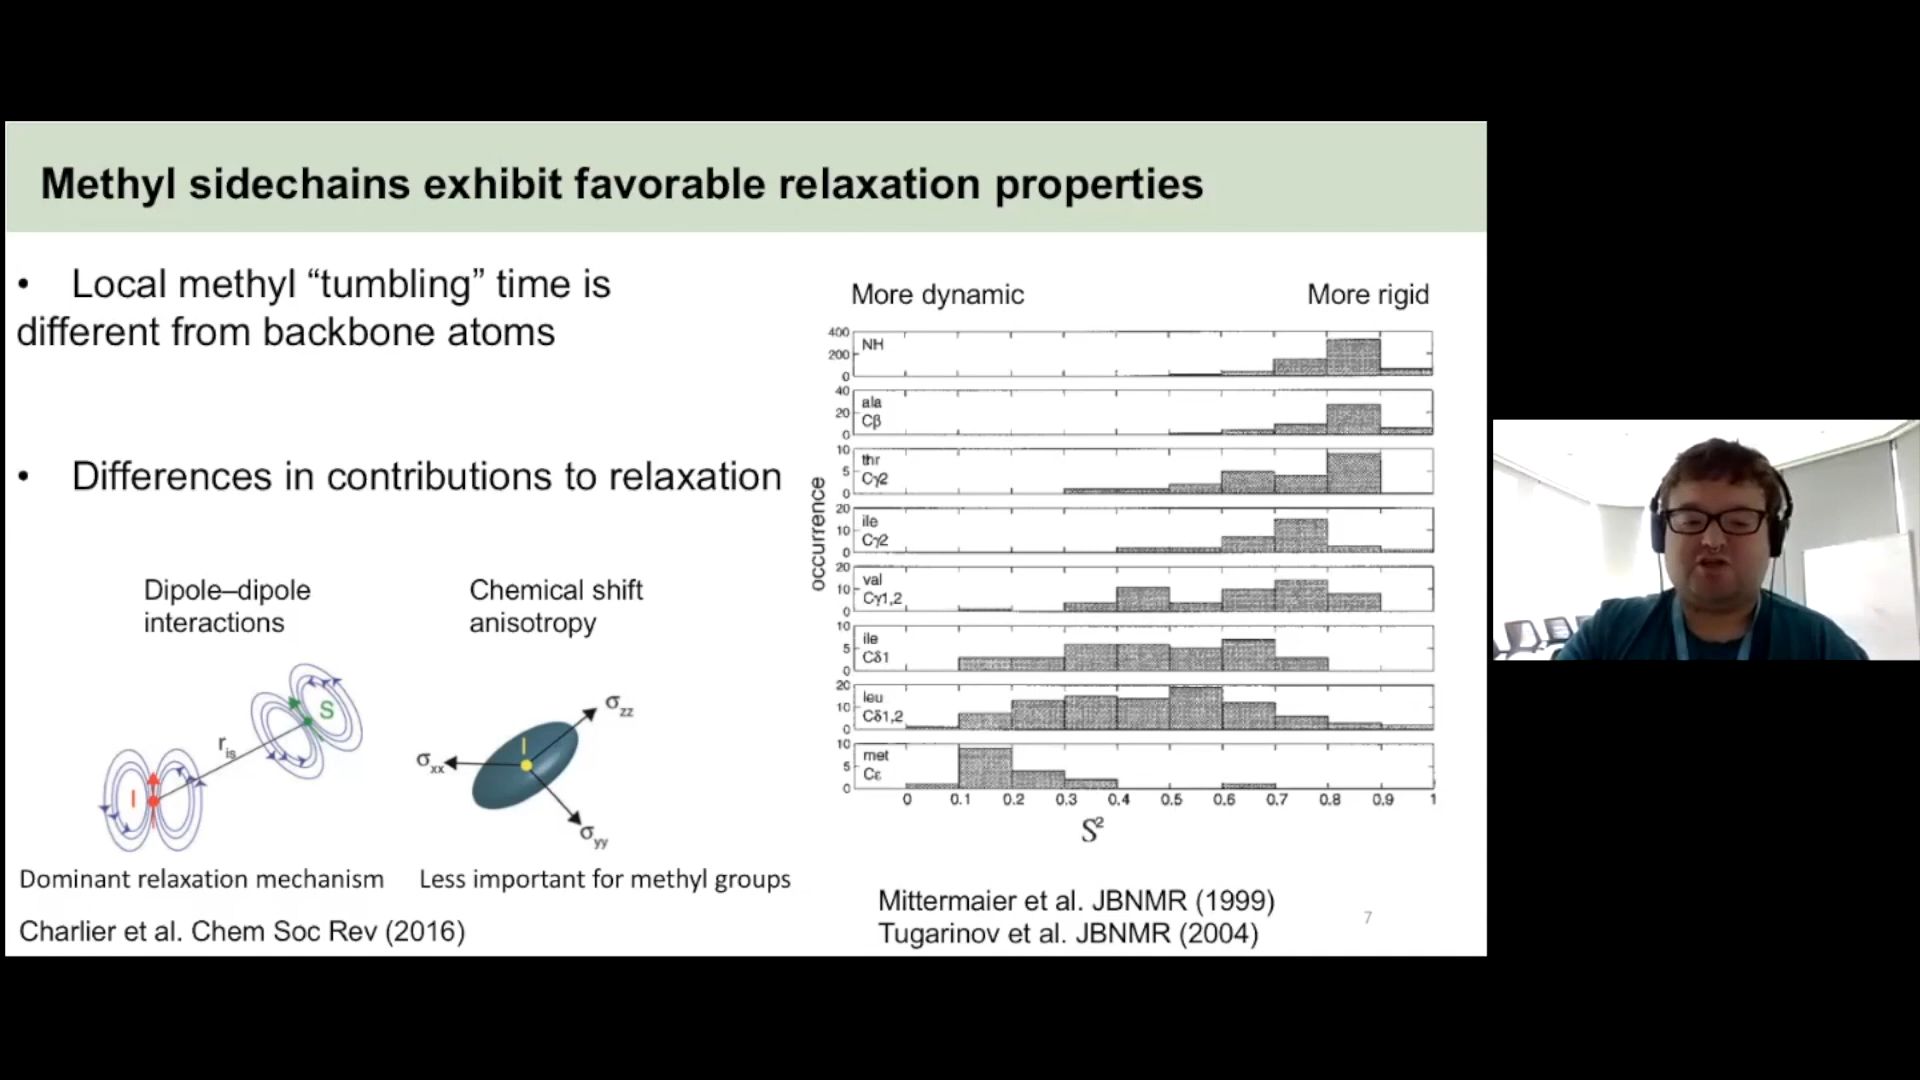 Methyl sidechains exhibit favorable relaxation properties
• Local methyl “tumbling” time is
different from backbone atoms
• Differences in contributions to relaxation
Dipole–dipole
interactions
Chemical shift
anisotropy
S
r_is
I
σ_zz
I
σ_xx
σ_yy
Dominant relaxation mechanism
Less important for methyl groups
Charlier et al. Chem Soc Rev (2016)
More dynamic
More rigid
occurrence
400
200
0
NH
40
20
0
ala
Cβ
10
5
0
thr
Cγ2
20
10
0
ile
Cγ2
20
10
0
val
Cγ1,2
10
5
0
ile
Cδ1
20
10
0
leu
Cδ1,2
10
5
0
met
Cε
0 0.1 0.2 0.3 0.4 0.5 0.6 0.7 0.8 0.9 1
S²
Mittermaier et al. JBNMR (1999)
Tugarinov et al. JBNMR (2004)
7